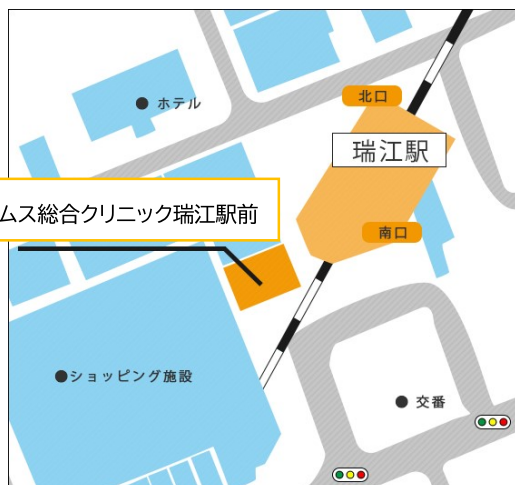 ホテル
北口
瑞江駅
ムス総合クリニック瑞江駅前
南口
ショッピング施設
交番